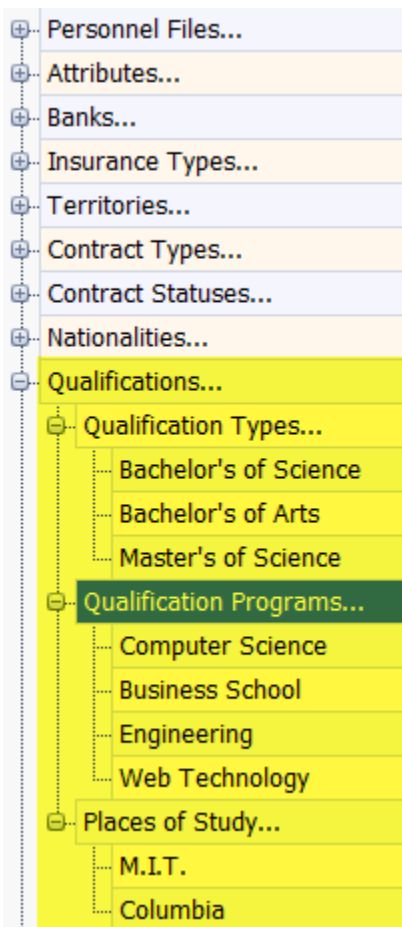 Personnel Files...
Attributes...
Banks...
Insurance Types...
Territories...
Contract Types...
Contract Statuses...
Nationalities...
Qualifications...
Qualification Types...
Bachelor's of Science
Bachelor's of Arts
Master's of Science
Qualification Programs...
Computer Science
Business School
Engineering
Web Technology
Places of Study...
M.I.T.
Columbia